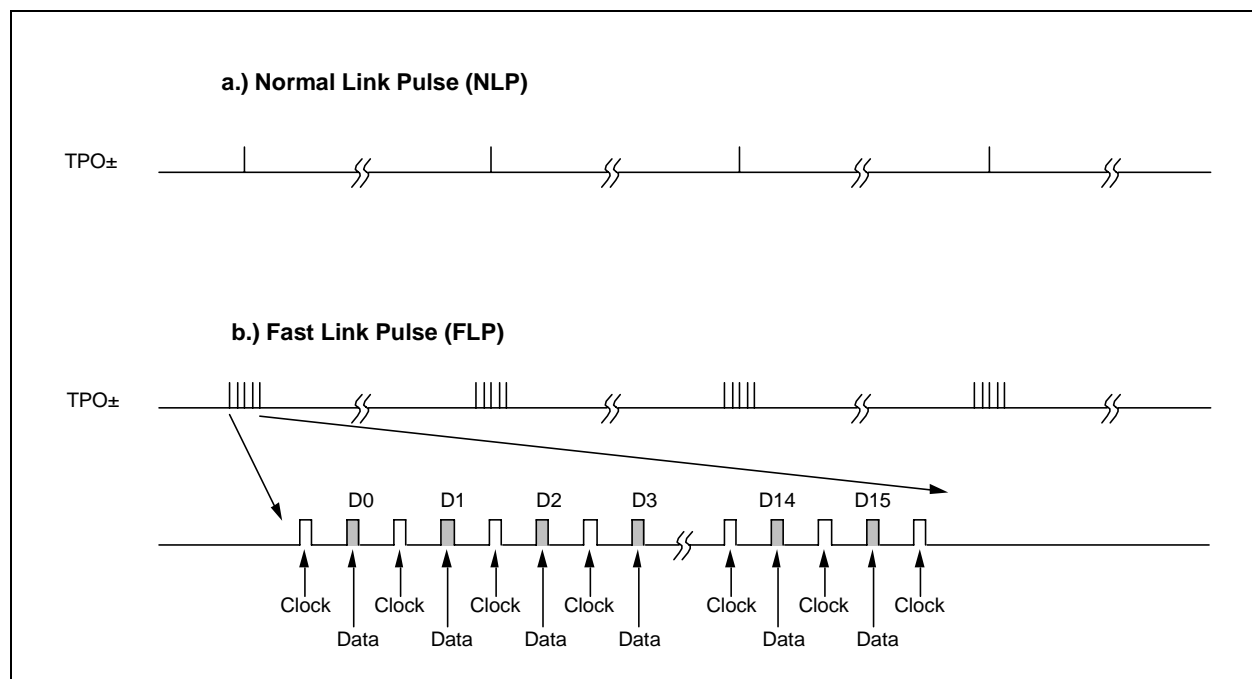 a.) Normal Link Pulse (NLP)
TPO±
b.) Fast Link Pulse (FLP)
TPO±
D0 D1 D2 D3 D14 D15
Clock Clock Clock Clock Clock Clock Clock
Data Data Data Data Data Data